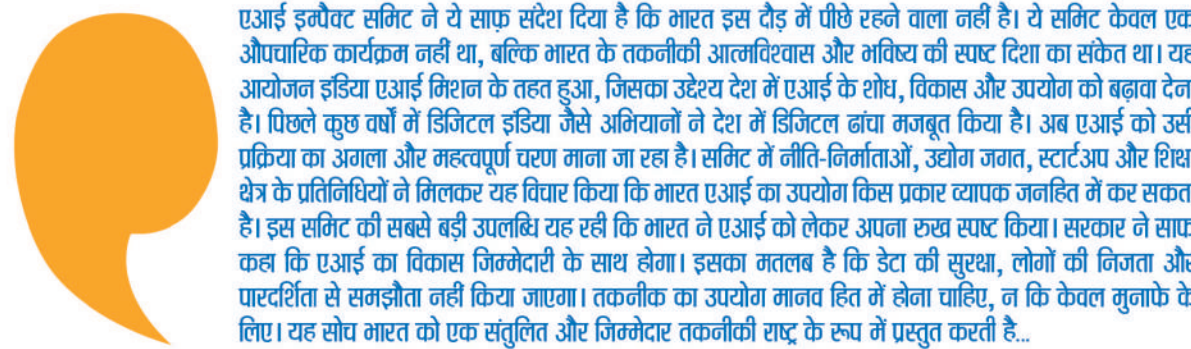 एआई इम्पैक्ट समिट ने ये साफ़ संदेश दिया है कि भारत इस दौड़ में पीछे रहने वाला नहीं है। ये समिट केवल एक
औपचारिक कार्यक्रम नहीं था, बल्कि भारत के तकनीकी आत्मविश्वास और भविष्य की स्पष्ट दिशा का संकेत था। यह
आयोजन इंडिया एआई मिशन के तहत हुआ, जिसका उद्देश्य देश में एआई के शोध, विकास और उपयोग को बढ़ावा देन
है। पिछले कुछ वर्षों में डिजिटल इंडिया जैसे अभियानों ने देश में डिजिटल ढांचा मजबूत किया है। अब एआई को उसी
प्रक्रिया का अगला और महत्वपूर्ण चरण माना जा रहा है। समिट में नीति-निर्माताओं, उद्योग जगत, स्टार्टअप और शिक्ष
क्षेत्र के प्रतिनिधियों ने मिलकर यह विचार किया कि भारत एआई का उपयोग किस प्रकार व्यापक जनहित में कर सकत
है। इस समिट की सबसे बड़ी उपलब्धि यह रही कि भारत ने एआई को लेकर अपना रुख स्पष्ट किया। सरकार ने साफ
कहा कि एआई का विकास जिम्मेदारी के साथ होगा। इसका मतलब है कि डेटा की सुरक्षा, लोगों की निजता और
पारदर्शिता से समझौता नहीं किया जाएगा। तकनीक का उपयोग मानव हित में होना चाहिए, न कि केवल मुनाफे के
लिए। यह सोच भारत को एक संतुलित और जिम्मेदार तकनीकी राष्ट्र के रूप में प्रस्तुत करती है...